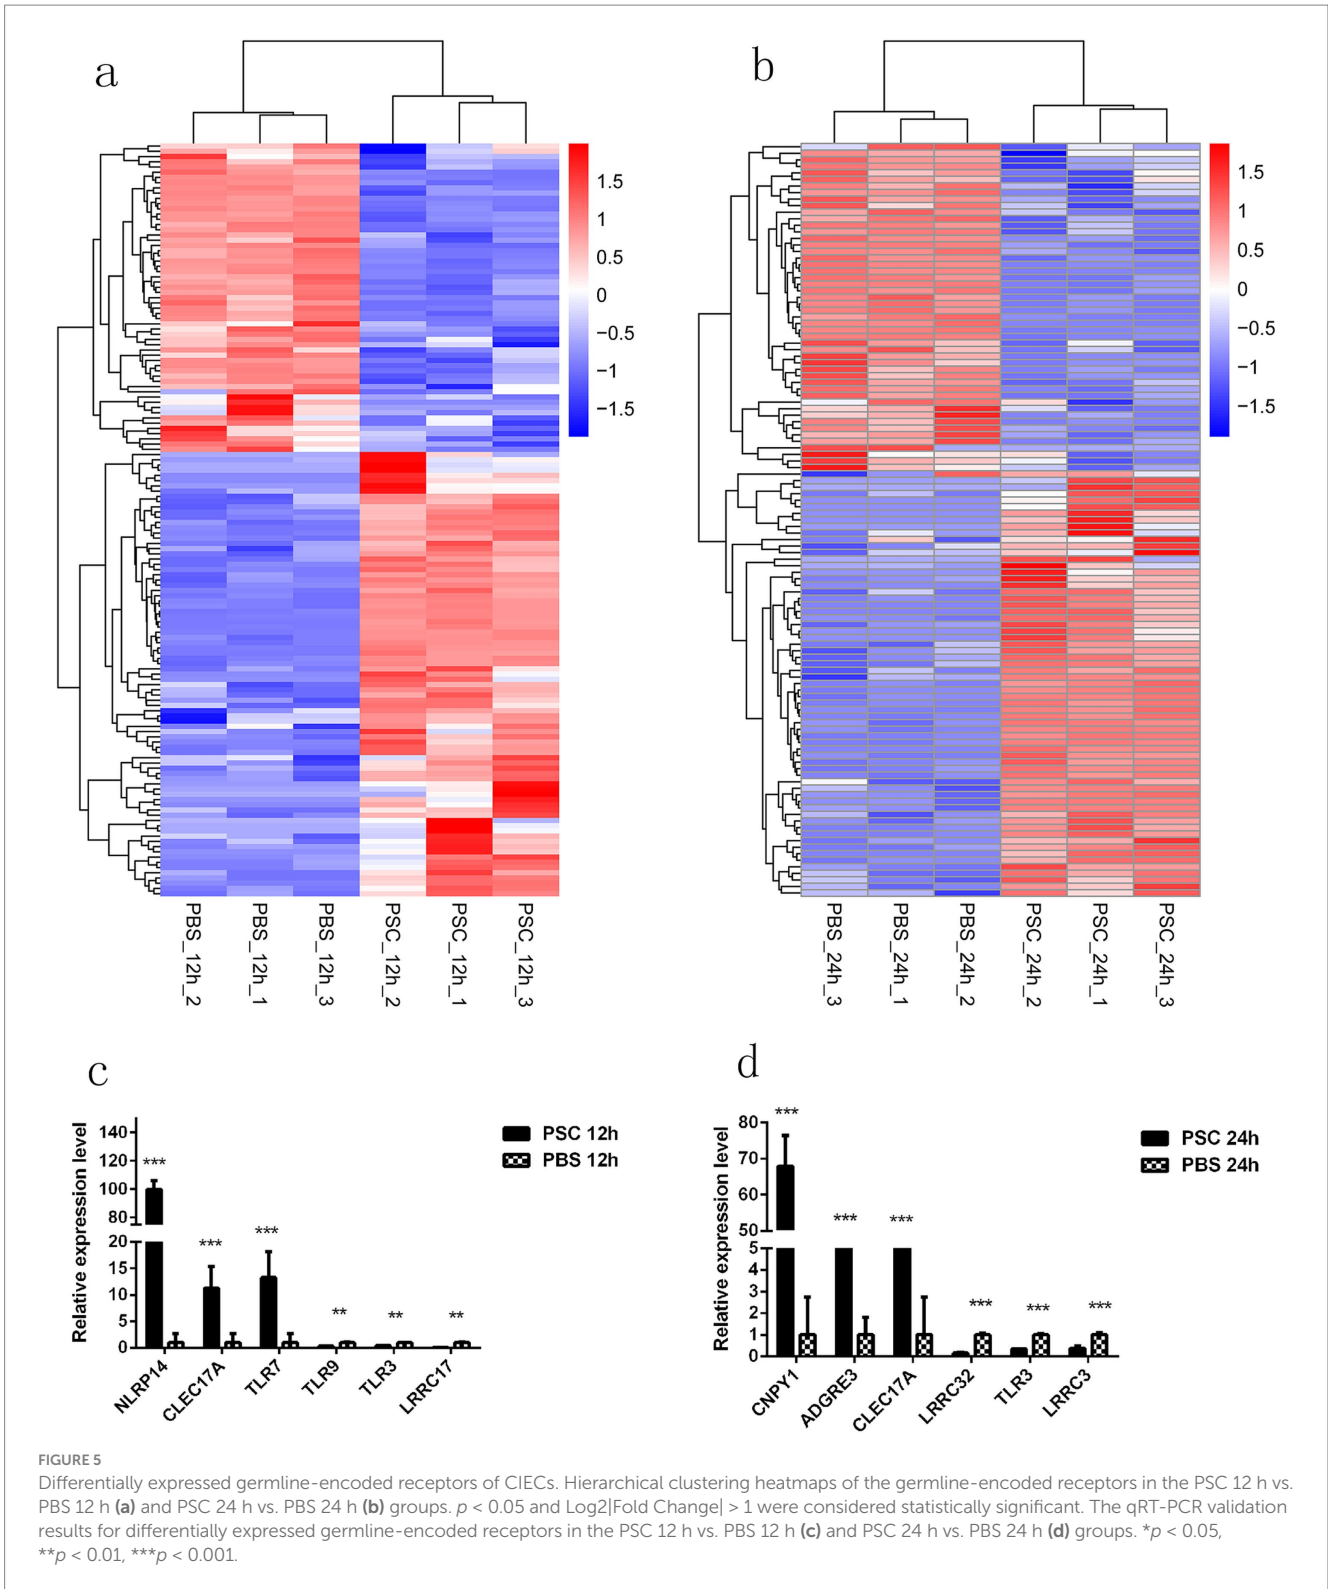 a
1.5
1
0.5
0
−0.5
−1
−1.5
PBS_12h_2
PBS_12h_1
PBS_12h_3
PSC_12h_2
PSC_12h_1
PSC_12h_3
b
1.5
1
0.5
0
−0.5
−1
−1.5
PBS_24h_3
PBS_24h_1
PBS_24h_2
PSC_24h_2
PSC_24h_1
PSC_24h_3
c
Relative expression level
140
120
100
80
20
15
10
5
0
***
***
***
**
**
**
NLRP14
CLEC17A
TLR7
TLR9
TLR3
LRRC17
PSC 12h
PBS 12h
d
Relative expression level
80
70
60
50
5
4
3
2
1
0
***
***
***
***
***
***
CNPY1
ADGRE3
CLEC17A
LRRC32
TLR3
LRRC3
PSC 24h
PBS 24h
FIGURE 5
Differentially expressed germline-encoded receptors of CIECs. Hierarchical clustering heatmaps of the germline-encoded receptors in the PSC 12 h vs.
PBS 12 h (a) and PSC 24 h vs. PBS 24 h (b) groups. p < 0.05 and Log2|Fold Change| > 1 were considered statistically significant. The qRT-PCR validation
results for differentially expressed germline-encoded receptors in the PSC 12 h vs. PBS 12 h (c) and PSC 24 h vs. PBS 24 h (d) groups. *p < 0.05,
**p < 0.01, ***p < 0.001.